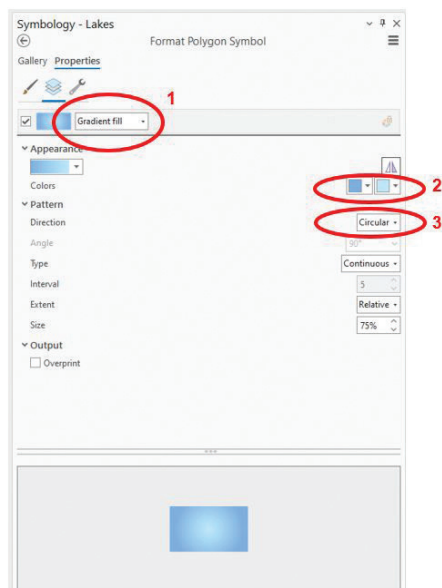 Symbology - Lakes
Format Polygon Symbol
Gallery Properties
1
Gradient fill
Appearance
Colors
2
Pattern
Direction Circular
3
Angle 90°
Type Continuous
Interval 5
Extent Relative
Size 75%
Output
Overprint